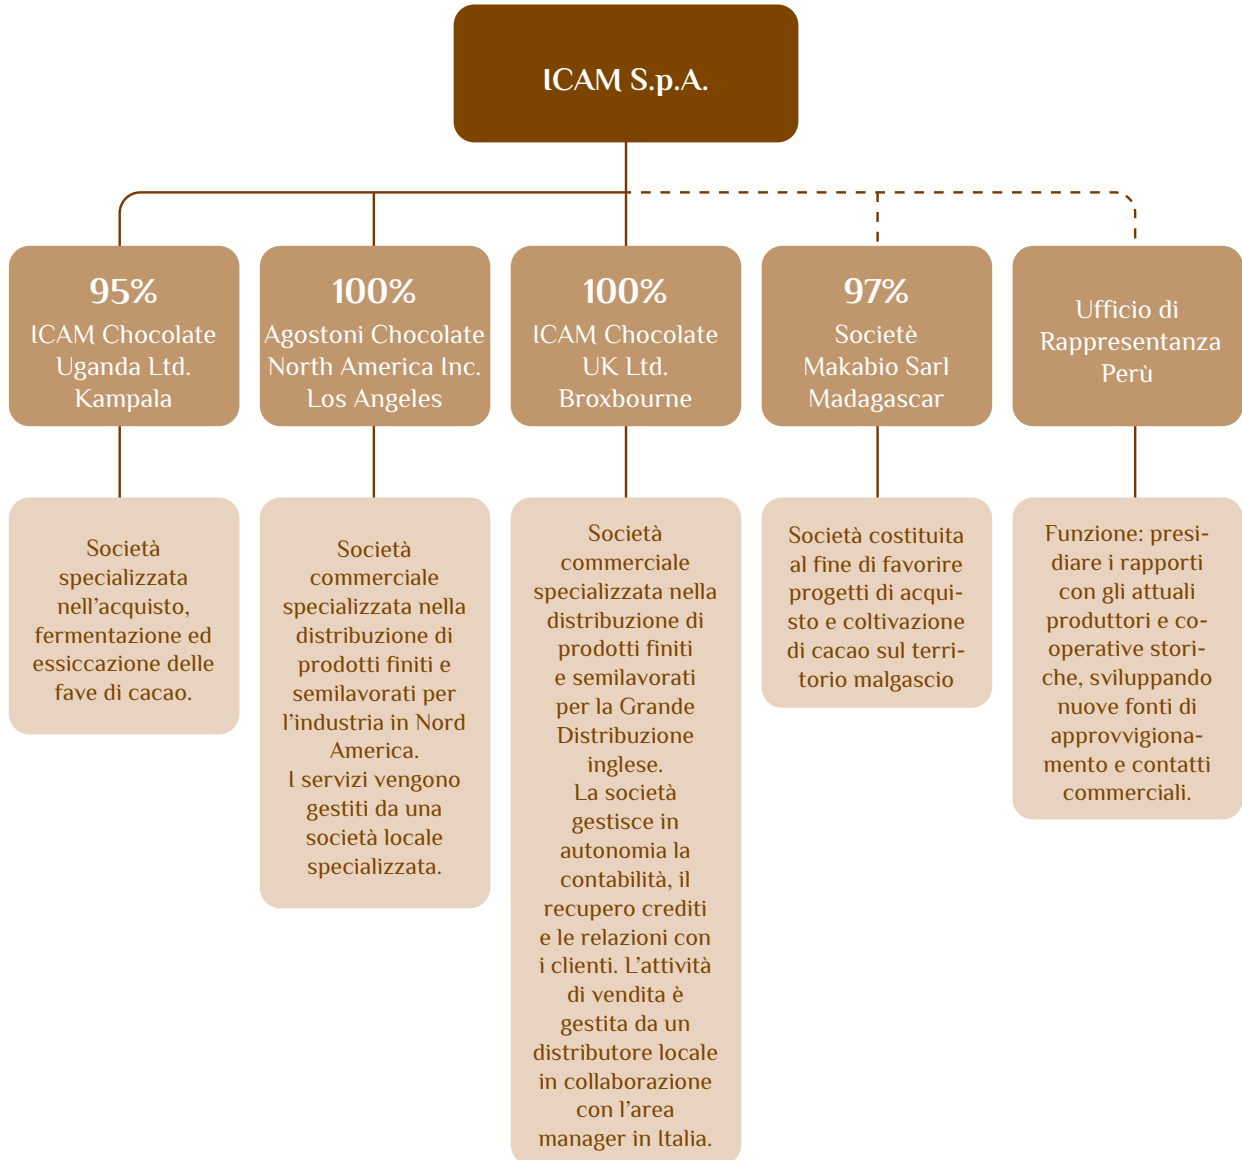 ICAM S.p.A.
95%
ICAM Chocolate
Uganda Ltd.
Kampala
100%
Agostoni Chocolate
North America Inc.
Los Angeles
100%
ICAM Chocolate
UK Ltd.
Broxbourne
97%
Societè
Makabio Sarl
Madagascar
Ufficio di
Rappresentanza
Perù
Società
specializzata
nell’acquisto,
fermentazione ed
essiccazione delle
fave di cacao.
Società
commerciale
specializzata nella
distribuzione di
prodotti finiti e
semilavorati per
l’industria in Nord
America.
I servizi vengono
gestiti da una
società locale
specializzata.
Società
commerciale
specializzata nella
distribuzione di
prodotti finiti
e semilavorati
per la Grande
Distribuzione
inglese.
La società
gestisce in
autonomia la
contabilità, il
recupero crediti
e le relazioni con
i clienti. L’attività
di vendita è
gestita da un
distributore locale
in collaborazione
con l’area
manager in Italia.
Società costituita
al fine di favorire
progetti di acqui-
sto e coltivazione
di cacao sul terri-
torio malgascio
Funzione: presi-
diare i rapporti
con gli attuali
produttori e co-
operative stori-
che, sviluppando
nuove fonti di
approvvigiona-
mento e contatti
commerciali.